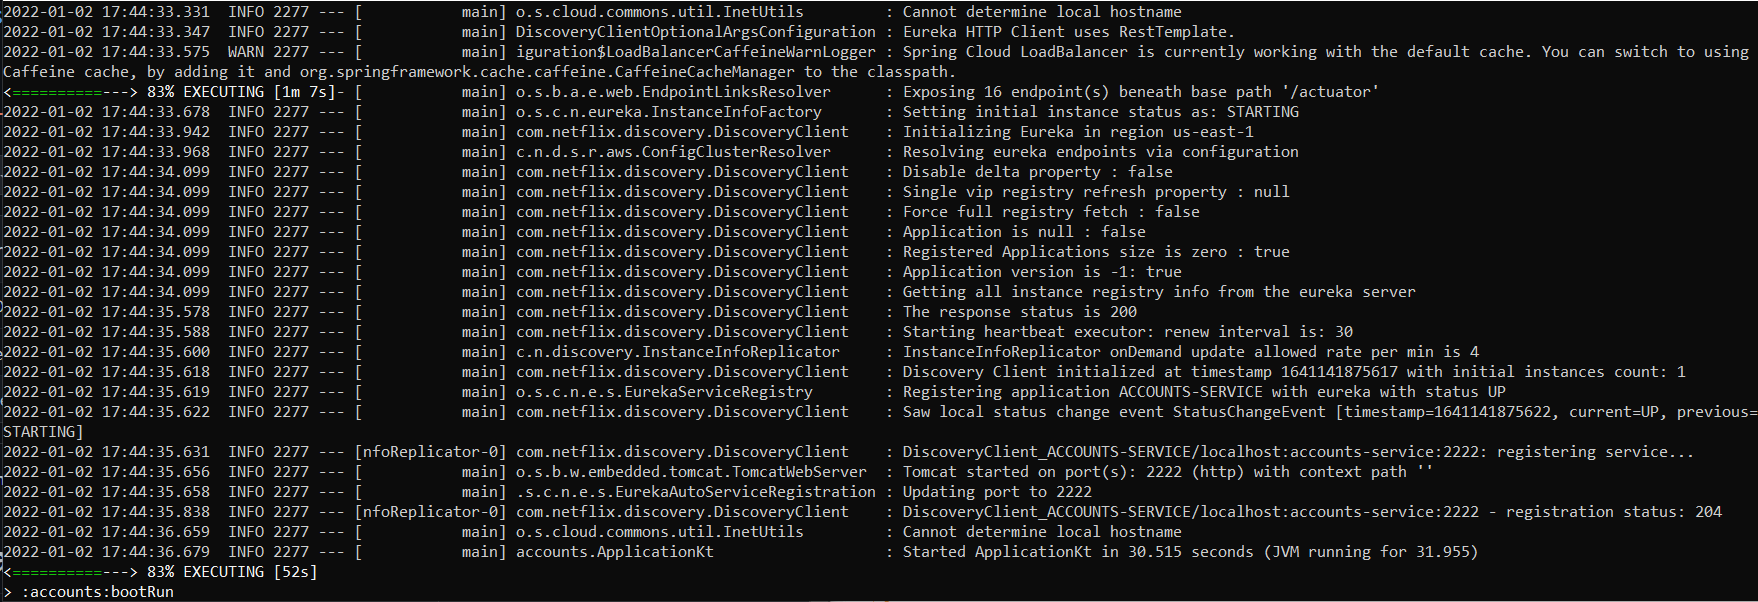 2022-01-02 17:44:33.331  INFO 2277 --- [           main] o.s.cloud.commons.util.InetUtils         : Cannot determine local hostname
2022-01-02 17:44:33.347  INFO 2277 --- [           main] DiscoveryClientOptionalArgsConfiguration : Eureka HTTP Client uses RestTemplate.
2022-01-02 17:44:33.575  WARN 2277 --- [           main] iguration$LoadBalancerCaffeineWarnLogger : Spring Cloud LoadBalancer is currently working with the default cache. You can switch to using
Caffeine cache, by adding it and org.springframework.cache.caffeine.CaffeineCacheManager to the classpath.
<==========---> 83% EXECUTING [1m 7s]- [           main] o.s.b.a.e.web.EndpointLinksResolver      : Exposing 16 endpoint(s) beneath base path '/actuator'
2022-01-02 17:44:33.678  INFO 2277 --- [           main] o.s.c.n.eureka.InstanceInfoFactory       : Setting initial instance status as: STARTING
2022-01-02 17:44:33.942  INFO 2277 --- [           main] com.netflix.discovery.DiscoveryClient    : Initializing Eureka in region us-east-1
2022-01-02 17:44:33.968  INFO 2277 --- [           main] c.n.d.s.r.aws.ConfigClusterResolver      : Resolving eureka endpoints via configuration
2022-01-02 17:44:34.099  INFO 2277 --- [           main] com.netflix.discovery.DiscoveryClient    : Disable delta property : false
2022-01-02 17:44:34.099  INFO 2277 --- [           main] com.netflix.discovery.DiscoveryClient    : Single vip registry refresh property : null
2022-01-02 17:44:34.099  INFO 2277 --- [           main] com.netflix.discovery.DiscoveryClient    : Force full registry fetch : false
2022-01-02 17:44:34.099  INFO 2277 --- [           main] com.netflix.discovery.DiscoveryClient    : Application is null : false
2022-01-02 17:44:34.099  INFO 2277 --- [           main] com.netflix.discovery.DiscoveryClient    : Registered Applications size is zero : true
2022-01-02 17:44:34.099  INFO 2277 --- [           main] com.netflix.discovery.DiscoveryClient    : Application version is -1: true
2022-01-02 17:44:34.099  INFO 2277 --- [           main] com.netflix.discovery.DiscoveryClient    : Getting all instance registry info from the eureka server
2022-01-02 17:44:35.578  INFO 2277 --- [           main] com.netflix.discovery.DiscoveryClient    : The response status is 200
2022-01-02 17:44:35.588  INFO 2277 --- [           main] com.netflix.discovery.DiscoveryClient    : Starting heartbeat executor: renew interval is: 30
2022-01-02 17:44:35.600  INFO 2277 --- [           main] c.n.discovery.InstanceInfoReplicator     : InstanceInfoReplicator onDemand update allowed rate per min is 4
2022-01-02 17:44:35.618  INFO 2277 --- [           main] com.netflix.discovery.DiscoveryClient    : Discovery Client initialized at timestamp 1641141875617 with initial instances count: 1
2022-01-02 17:44:35.619  INFO 2277 --- [           main] o.s.c.n.e.s.EurekaServiceRegistry        : Registering application ACCOUNTS-SERVICE with eureka with status UP
2022-01-02 17:44:35.622  INFO 2277 --- [           main] com.netflix.discovery.DiscoveryClient    : Saw local status change event StatusChangeEvent [timestamp=1641141875622, current=UP, previous=
STARTING]
2022-01-02 17:44:35.631  INFO 2277 --- [nfoReplicator-0] com.netflix.discovery.DiscoveryClient    : DiscoveryClient_ACCOUNTS-SERVICE/localhost:accounts-service:2222: registering service...
2022-01-02 17:44:35.656  INFO 2277 --- [           main] o.s.b.w.embedded.tomcat.TomcatWebServer  : Tomcat started on port(s): 2222 (http) with context path ''
2022-01-02 17:44:35.658  INFO 2277 --- [           main] .s.c.n.e.s.EurekaAutoServiceRegistration : Updating port to 2222
2022-01-02 17:44:35.838  INFO 2277 --- [nfoReplicator-0] com.netflix.discovery.DiscoveryClient    : DiscoveryClient_ACCOUNTS-SERVICE/localhost:accounts-service:2222 - registration status: 204
2022-01-02 17:44:36.659  INFO 2277 --- [           main] o.s.cloud.commons.util.InetUtils         : Cannot determine local hostname
2022-01-02 17:44:36.679  INFO 2277 --- [           main] accounts.ApplicationKt                   : Started ApplicationKt in 30.515 seconds (JVM running for 31.955)
<==========---> 83% EXECUTING [52s]
> :accounts:bootRun